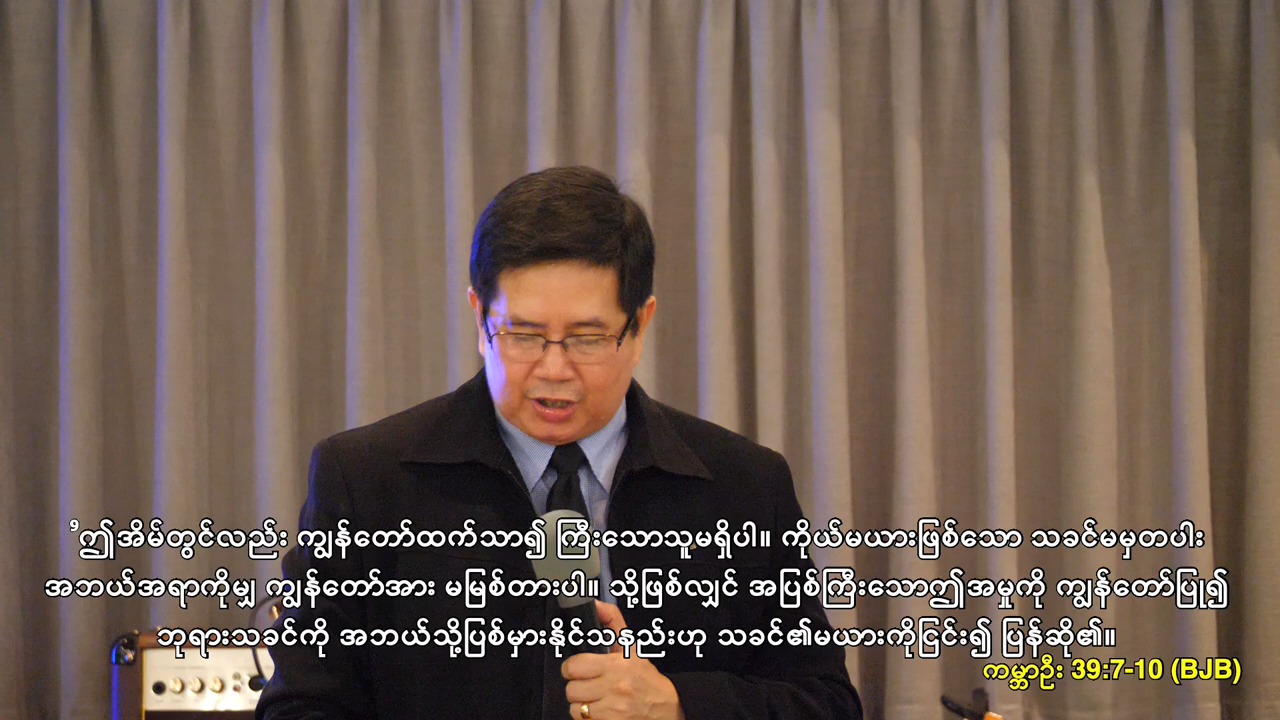 ⁹ဤအိမ်တွင်လည်း ကျွန်တော်ထက်သာ၍ ကြီးသောသူမရှိပါ။ ကိုယ်မယားဖြစ်သော သခင်မမှတပါး
အဘယ်အရာကိုမျှ ကျွန်တော်အား မမြစ်တားပါ။ သို့ဖြစ်လျှင် အပြစ်ကြီးသောဤအမှုကို ကျွန်တော်ပြု၍
ဘုရားသခင်ကို အဘယ်သို့ပြစ်မှားနိုင်သနည်းဟု သခင်၏မယားကိုငြင်း၍ ပြန်ဆို၏။
ကမ္ဘာဦး 39:7-10 (BJB)